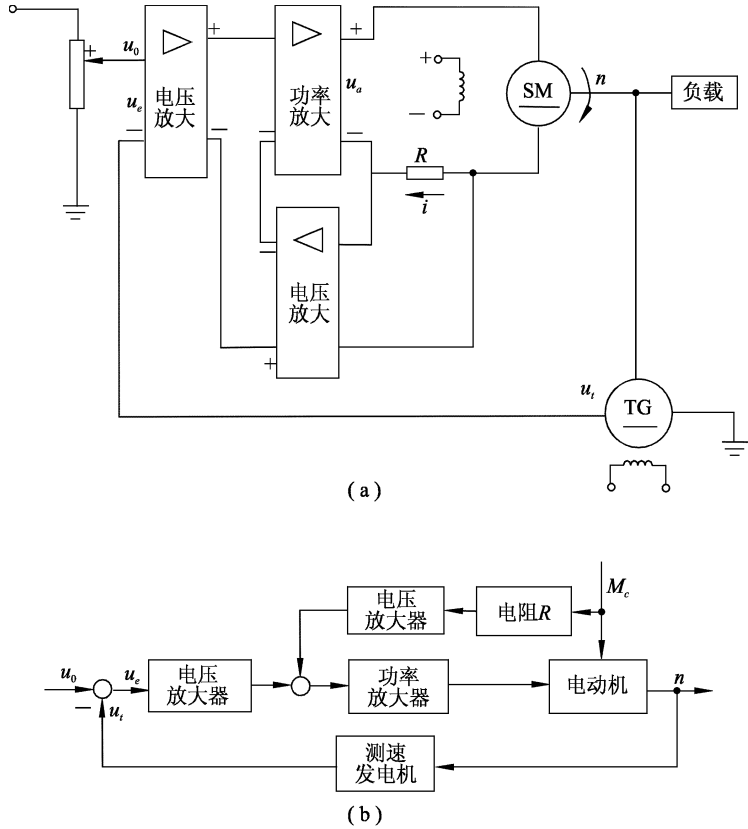 + u₀
电压
放大
uₑ
+
−
−
功率
放大
+
uₐ
−
−
+
−
SM
n
负载
R
i
电压
放大
−
+
uₜ
TG
(a)
电压
放大器
电阻R
M꜀
u₀
−
uₑ
uₜ
电压
放大器
功率
放大器
电动机
n
测速
发电机
(b)